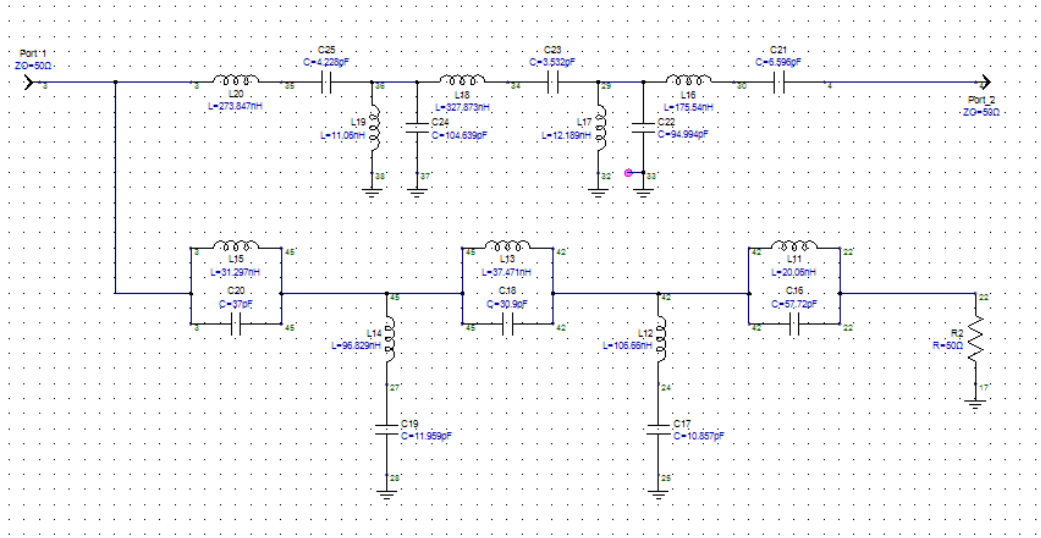 Port_1
ZO=50Ω
3
3
L20
L=273.847nH
35
C25
C=4.228pF
36
L19
L=11.06nH
38
C24
C=104.639pF
37
L18
L=327.873nH
34
C23
C=3.532pF
29
L17
L=12.189nH
32
C22
C=94.994pF
33
L16
L=175.54nH
30
C21
C=6.596pF
4
4
Port_2
ZO=50Ω
3
L15
L=31.297nH
45
C20
C=37pF
3
45
45
L14
L=96.829nH
27
C19
C=11.959pF
28
45
L13
L=37.471nH
42
C18
C=30.9pF
45
42
42
L12
L=106.66nH
24
C17
C=10.857pF
25
42
L11
L=20.06nH
22
C16
C=57.72pF
42
22
22
R2
R=50Ω
17